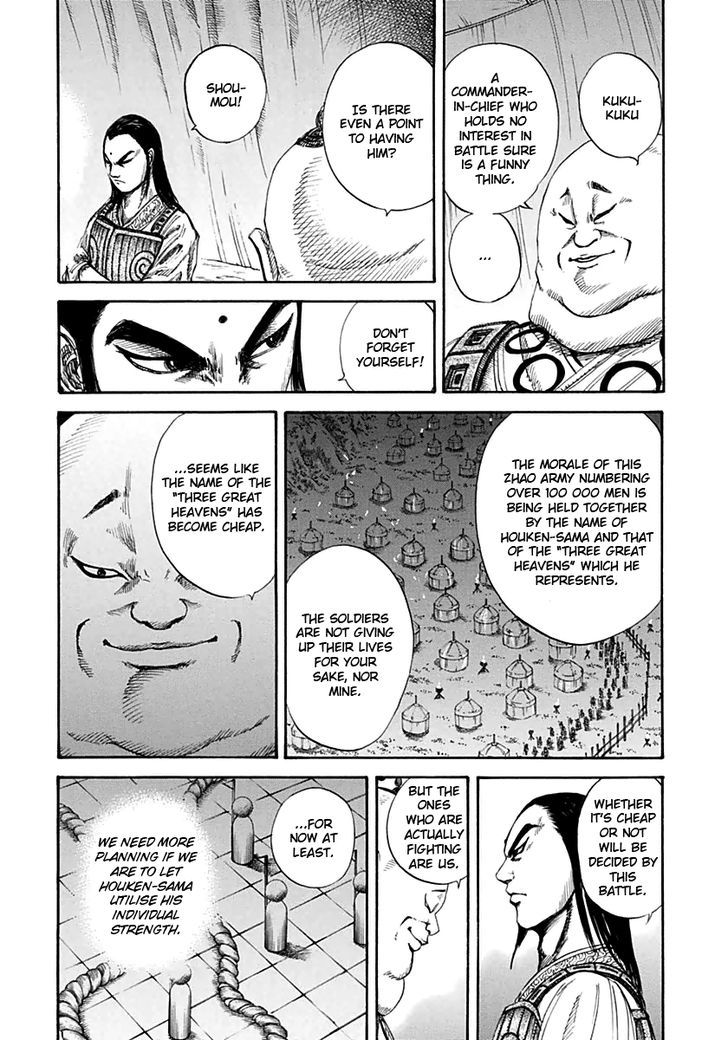 KUKU-
KUKU
A
COMMANDER-
IN-CHIEF WHO
HOLDS NO
INTEREST IN
BATTLE SURE
IS A FUNNY
THING.
...
IS THERE
EVEN A POINT
TO HAVING
HIM?
SHOU-
MOU!
DON'T
FORGET
YOURSELF!
THE MORALE OF THIS
ZHAO ARMY NUMBERING
OVER 100 000 MEN IS
BEING HELD TOGETHER
BY THE NAME OF
HOUKEN-SAMA AND THAT
OF THE "THREE GREAT
HEAVENS" WHICH HE
REPRESENTS.
THE SOLDIERS
ARE NOT GIVING
UP THEIR LIVES
FOR YOUR
SAKE, NOR
MINE.
...SEEMS LIKE
THE NAME OF THE
"THREE GREAT
HEAVENS" HAS
BECOME CHEAP.
WHETHER
IT'S CHEAP
OR NOT
WILL BE
DECIDED BY
THIS
BATTLE.
BUT THE
ONES
WHO ARE
ACTUALLY
FIGHTING
ARE US.
...FOR
NOW AT
LEAST.
WE NEED MORE
PLANNING IF WE
ARE TO LET
HOUKEN-SAMA
UTILISE HIS
INDIVIDUAL
STRENGTH.